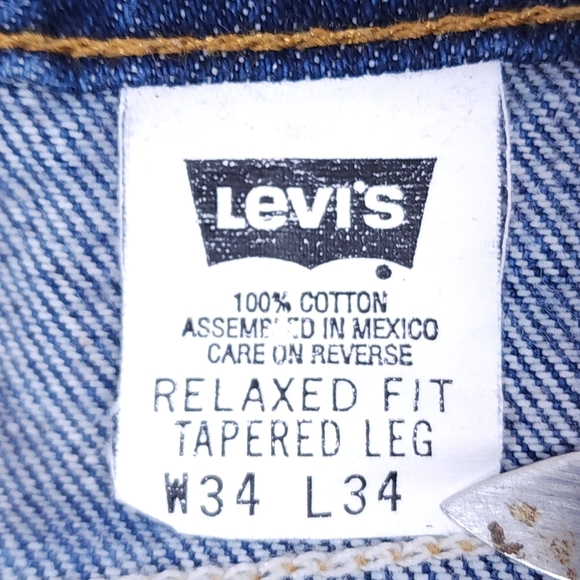 Levi's
100% COTTON
ASSEMBLED IN MEXICO
CARE ON REVERSE
RELAXED FIT
TAPERED LEG
W34 L34